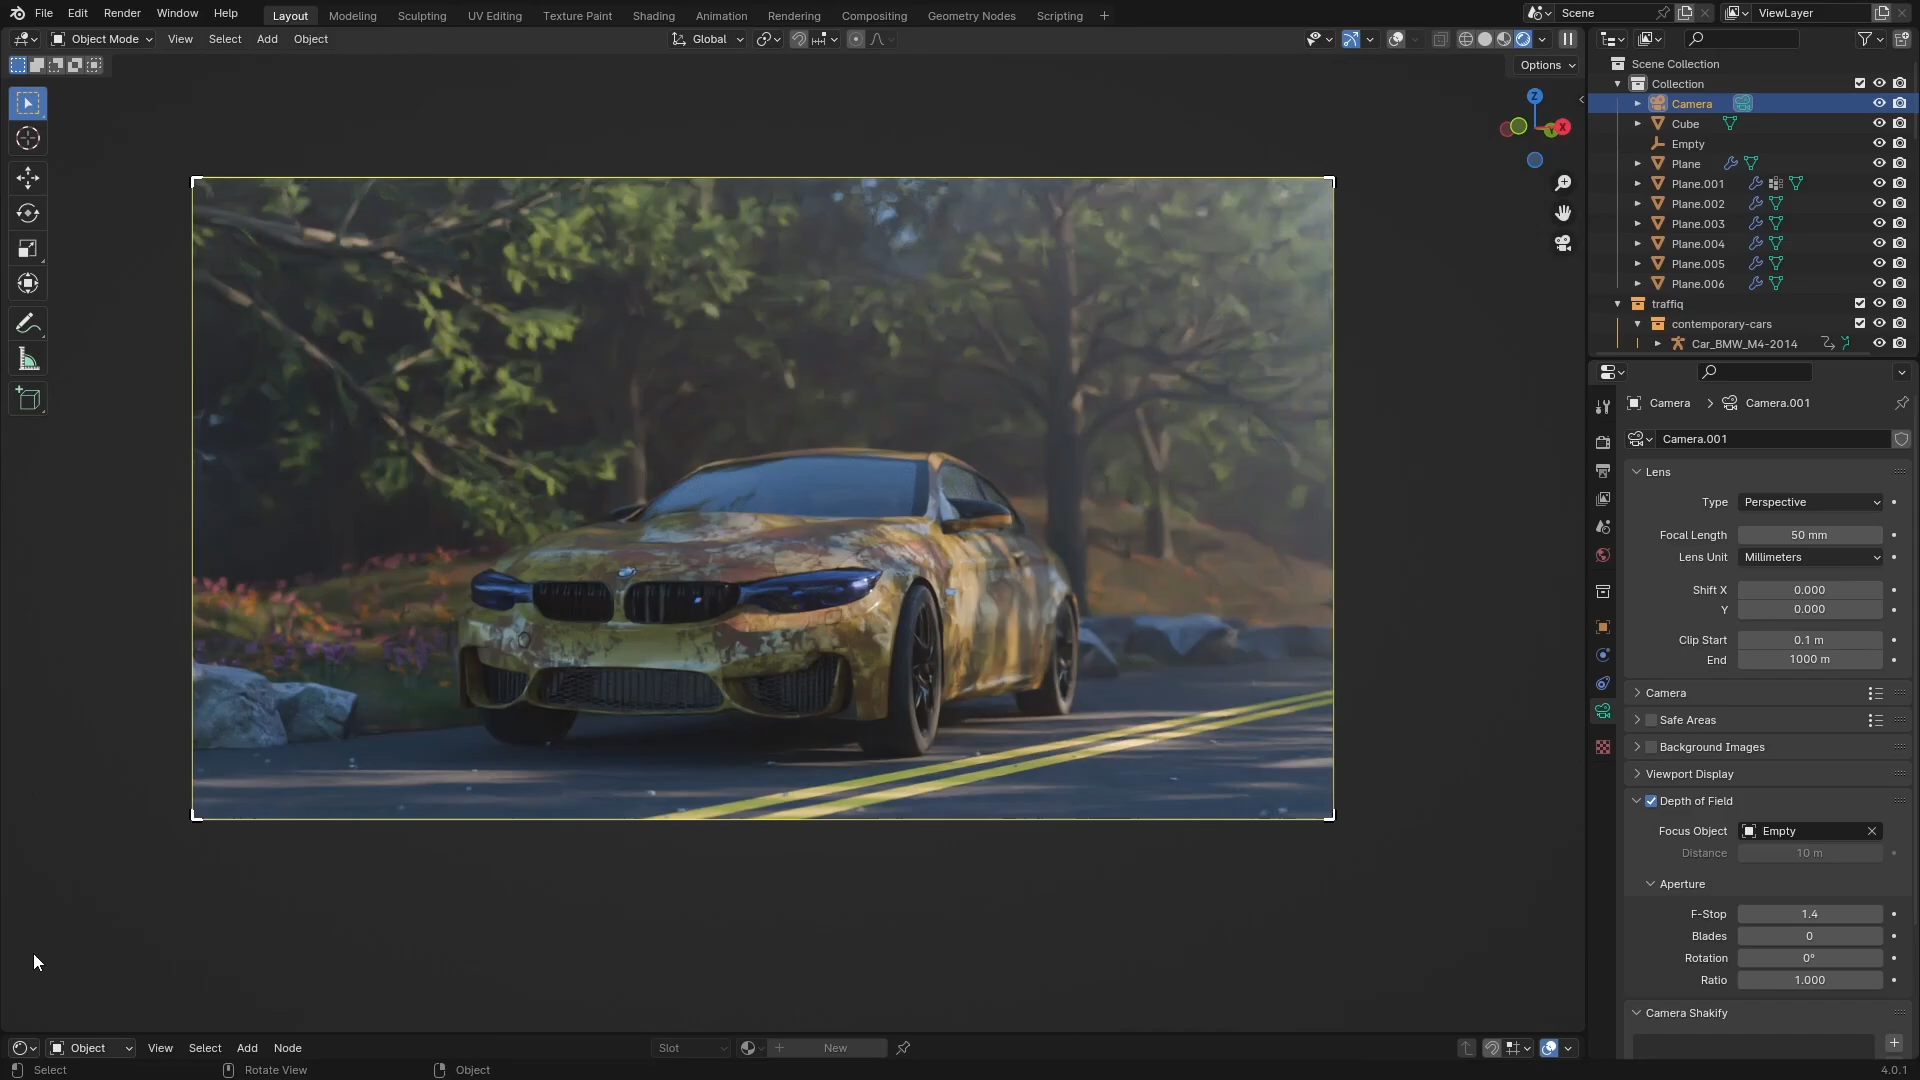 File Edit Render Window Help Layout Modeling Sculpting UV Editing Texture Paint Shading Animation Rendering Compositing Geometry Nodes Scripting + Scene ViewLayer
Object Mode View Select Add Object Global
Options
Z
X
Y
Scene Collection
Collection
Camera
Cube
Empty
Plane
Plane.001
Plane.002
Plane.003
Plane.004
Plane.005
Plane.006
traffiq
contemporary-cars
Car_BMW_M4-2014
Camera > Camera.001
Camera.001
Lens
Type Perspective
Focal Length 50 mm
Lens Unit Millimeters
Shift X 0.000
Y 0.000
Clip Start 0.1 m
End 1000 m
Camera
Safe Areas
Background Images
Viewport Display
Depth of Field
Focus Object Empty
Distance 10 m
Aperture
F-Stop 1.4
Blades 0
Rotation 0°
Ratio 1.000
Camera Shakify
Object View Select Add Node Slot New
Select Rotate View Object 4.0.1